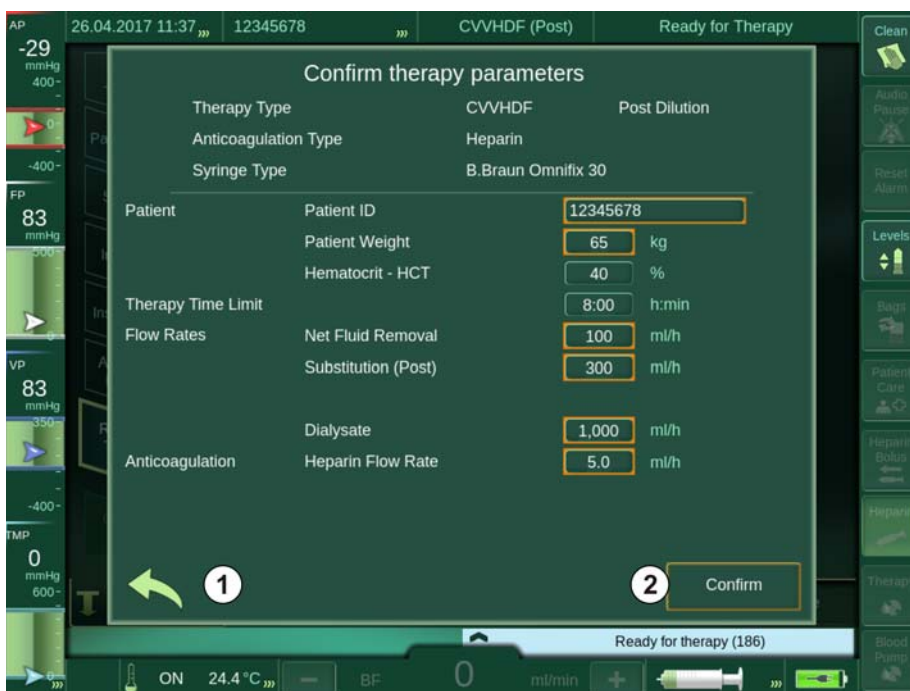 AP
-29
mmHg
400
0
-400
FP
83
mmHg
500
0
VP
83
mmHg
350
-400
TMP
0
mmHg
600
26.04.2017 11:37 12345678 CVVHDF (Post) Ready for Therapy
Confirm therapy parameters
Therapy Type CVVHDF Post Dilution
Anticoagulation Type Heparin
Syringe Type B.Braun Omnifix 30
Patient Patient ID 12345678
Patient Weight 65 kg
Hematocrit - HCT 40 %
Therapy Time Limit 8:00 h:min
Flow Rates Net Fluid Removal 100 ml/h
Substitution (Post) 300 ml/h
Dialysate 1,000 ml/h
Anticoagulation Heparin Flow Rate 5.0 ml/h
1
2 Confirm
Ready for therapy (186)
ON 24.4 °C BF 0 ml/min
Clean
Audio
Pause
Reset
Alarm
Levels
Bags
Patient
Care
Heparin
Bolus
Heparin
Therapy
Blood
Pump